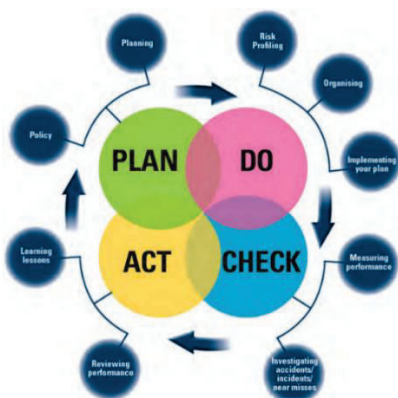 Planning
Risk
Profiling
Organising
Policy
PLAN
DO
Implementing
your plan
Learning
lessons
ACT
CHECK
Measuring
performance
Reviewing
performance
Investigating
accidents/
incidents/
near misses